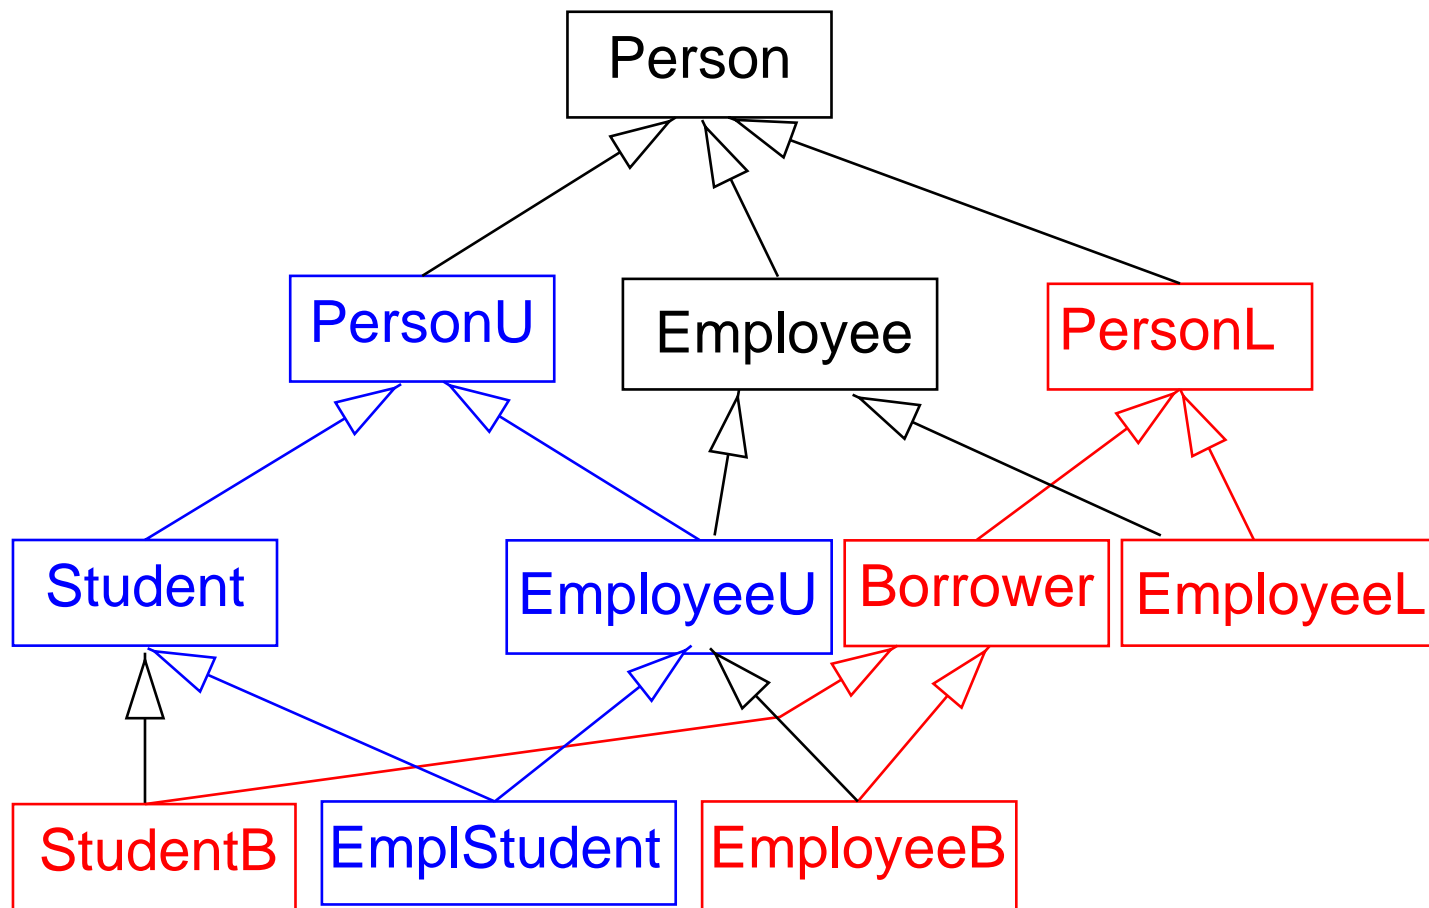 Person
PersonU
Employee
PersonL
Student
EmployeeU
Borrower
EmployeeL
StudentB
EmplStudent
EmployeeB